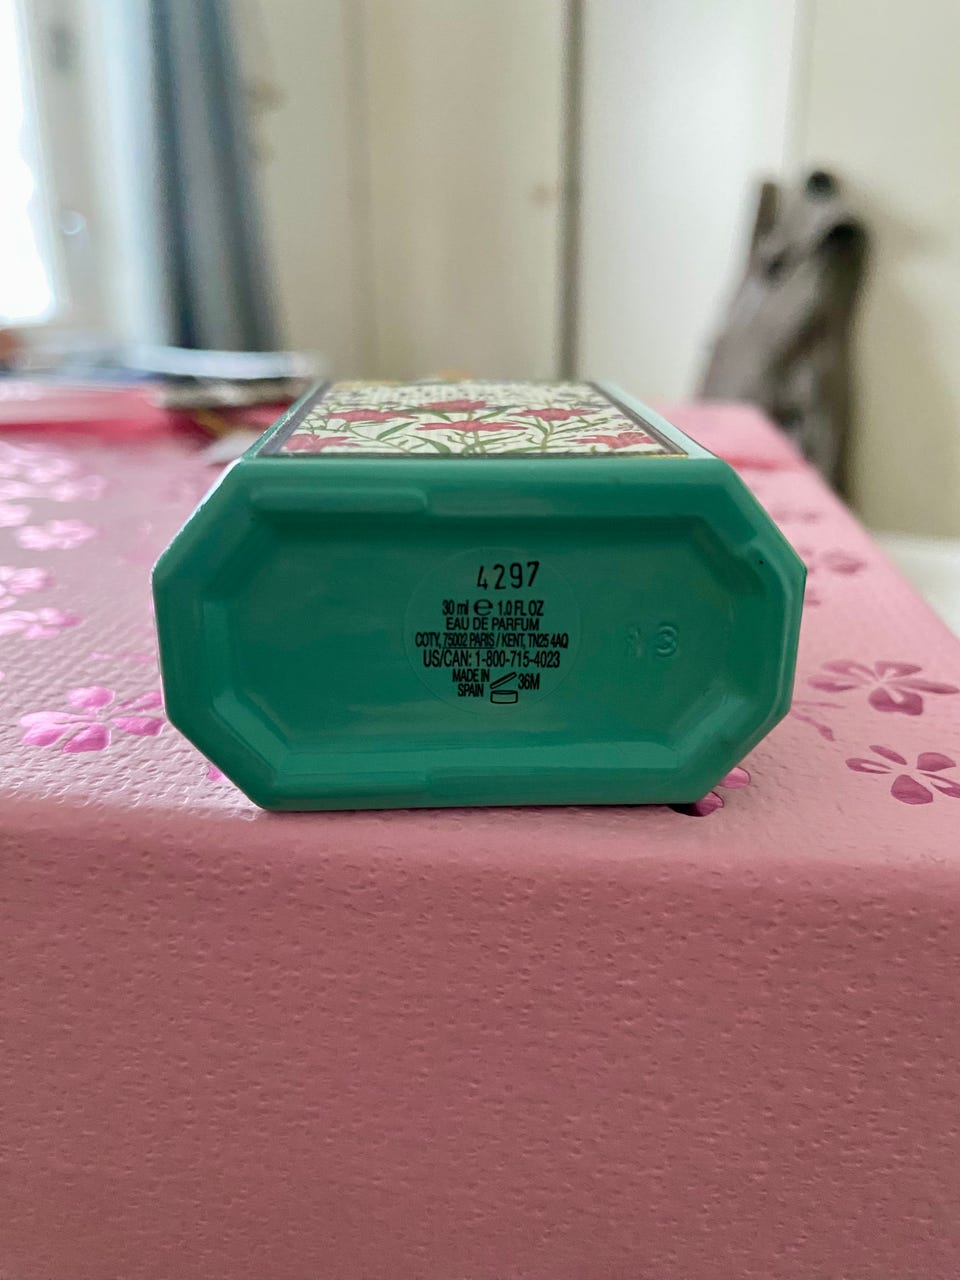 4297
30 ml ℮ 1.0 FL OZ
EAU DE PARFUM
COTY, 75002 PARIS / KENT, TN25 4AQ
US/CAN: 1-800-715-4023
MADE IN
SPAIN 36M
13